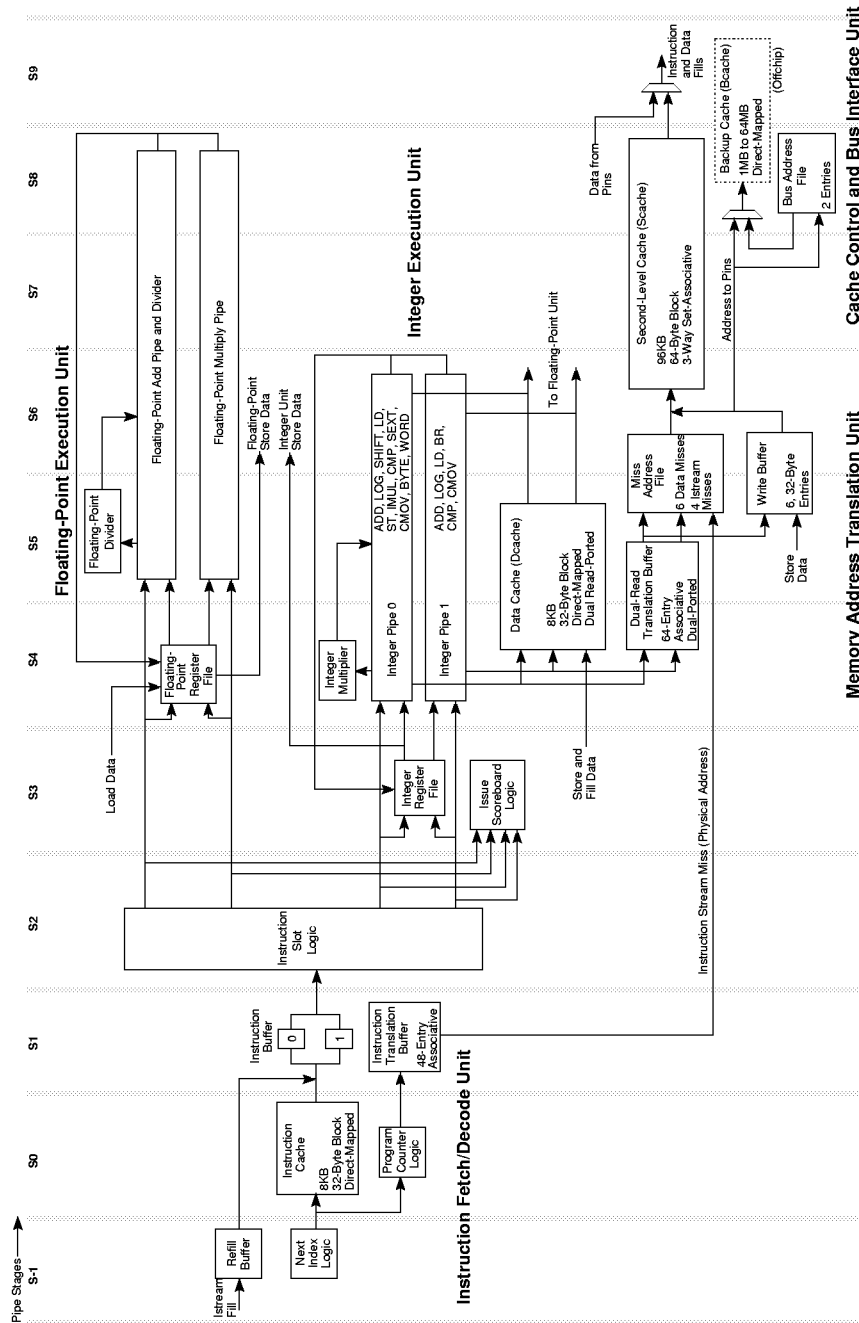 Pipe Stages
S-1
S0
S1
S2
S3
S4
S5
S6
S7
S8
S9
Floating-Point Execution Unit
Floating-Point
Divider
Floating-Point Add Pipe and Divider
Floating-Point Multiply Pipe
Load Data
Floating-
Point
Register
File
Floating-Point
Store Data
Integer Unit
Store Data
Istream
Fill
Refill
Buffer
Next
Index
Logic
Instruction
Cache
8KB
32-Byte Block
Direct-Mapped
Program
Counter
Logic
Instruction
Buffer
0
1
Instruction
Translation
Buffer
48-Entry
Associative
Instruction Fetch/Decode Unit
Instruction
Slot
Logic
Integer Execution Unit
Integer
Register
File
Issue
Scoreboard
Logic
Integer
Multiplier
Integer Pipe 0
ADD, LOG, SHIFT, LD,
ST, IMUL, CMP, SEXT,
CMOV, BYTE, WORD
Integer Pipe 1
ADD, LOG, LD, BR,
CMP, CMOV
To Floating-Point Unit
Data Cache (Dcache)
8KB
32-Byte Block
Direct-Mapped
Dual Read-Ported
Store and
Fill Data
Instruction Stream Miss (Physical Address)
Dual-Read
Translation Buffer
64-Entry
Associative
Dual-Ported
Miss
Address
File
6 Data Misses
4 Istream
Misses
Store
Data
Write Buffer
6, 32-Byte
Entries
Memory Address Translation Unit
Second-Level Cache (Scache)
96KB
64-Byte Block
3-Way Set-Associative
Data from
Pins
Instruction
and Data
Fills
Address to Pins
Backup Cache (Bcache)
1MB to 64MB
Direct-Mapped
(Offchip)
Bus Address
File
2 Entries
Cache Control and Bus Interface Unit